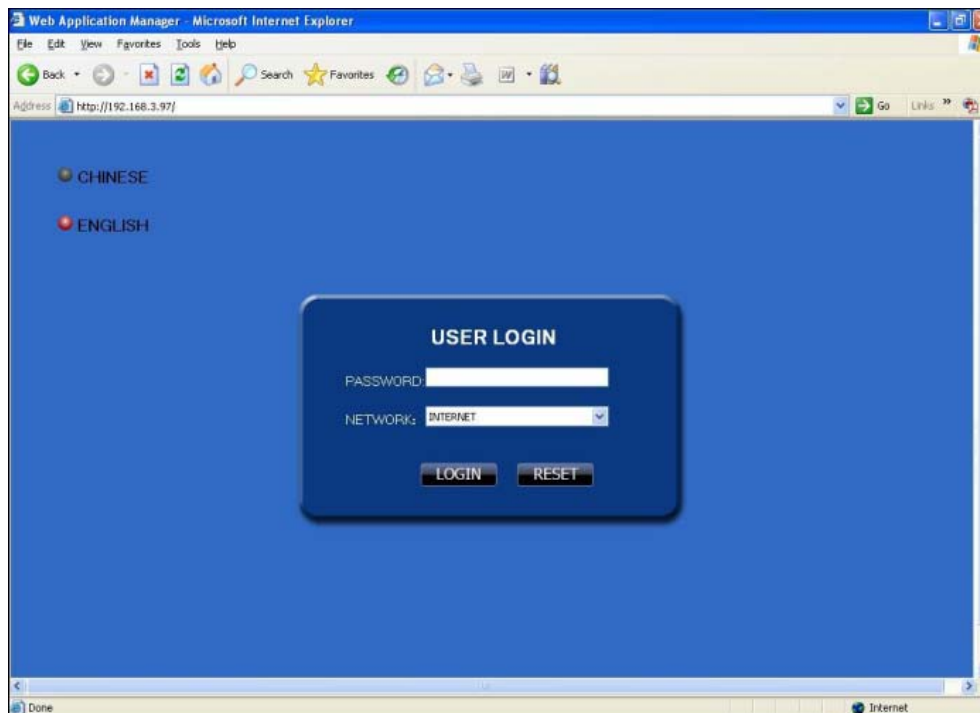 Web Application Manager - Microsoft Internet Explorer
File Edit View Favorites Tools Help
Back Search Favorites
Address http://192.168.3.97/ Go Links »
CHINESE
ENGLISH
USER LOGIN
PASSWORD:
NETWORK: INTERNET
LOGIN RESET
Done Internet